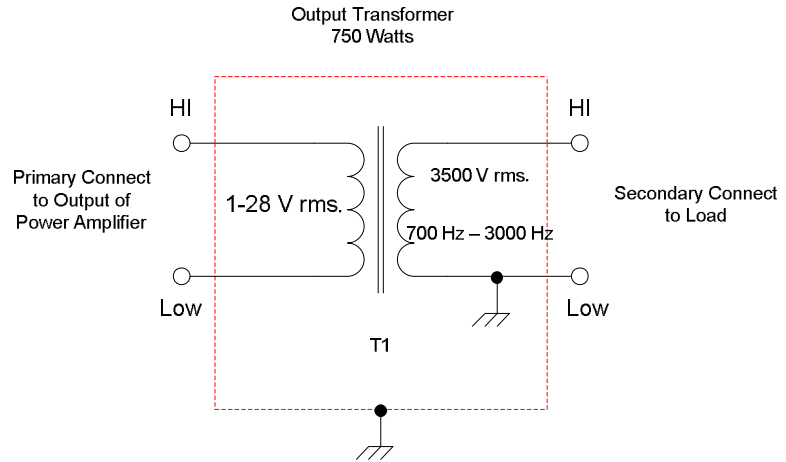 Output Transformer
750 Watts
HI
HI
Primary Connect
to Output of
Power Amplifier
1-28 V rms.
3500 V rms.
700 Hz – 3000 Hz
Secondary Connect
to Load
Low
Low
T1